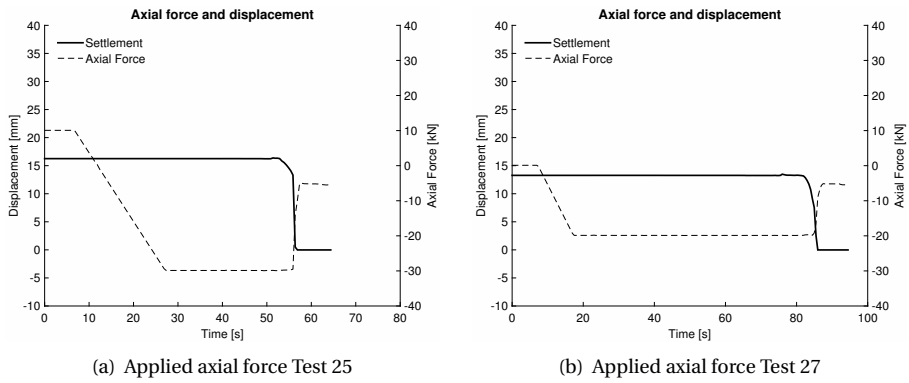 Axial force and displacement
40
35
30
25
20
15
10
5
0
-5
-10
Displacement [mm]
Settlement
Axial Force
40
30
20
10
0
-10
-20
-30
-40
Axial Force [kN]
0 10 20 30 40 50 60 70 80
Time [s]
(a) Applied axial force Test 25
Axial force and displacement
40
35
30
25
20
15
10
5
0
-5
-10
Displacement [mm]
Settlement
Axial Force
40
30
20
10
0
-10
-20
-30
-40
Axial Force [kN]
0 20 40 60 80 100
Time [s]
(b) Applied axial force Test 27